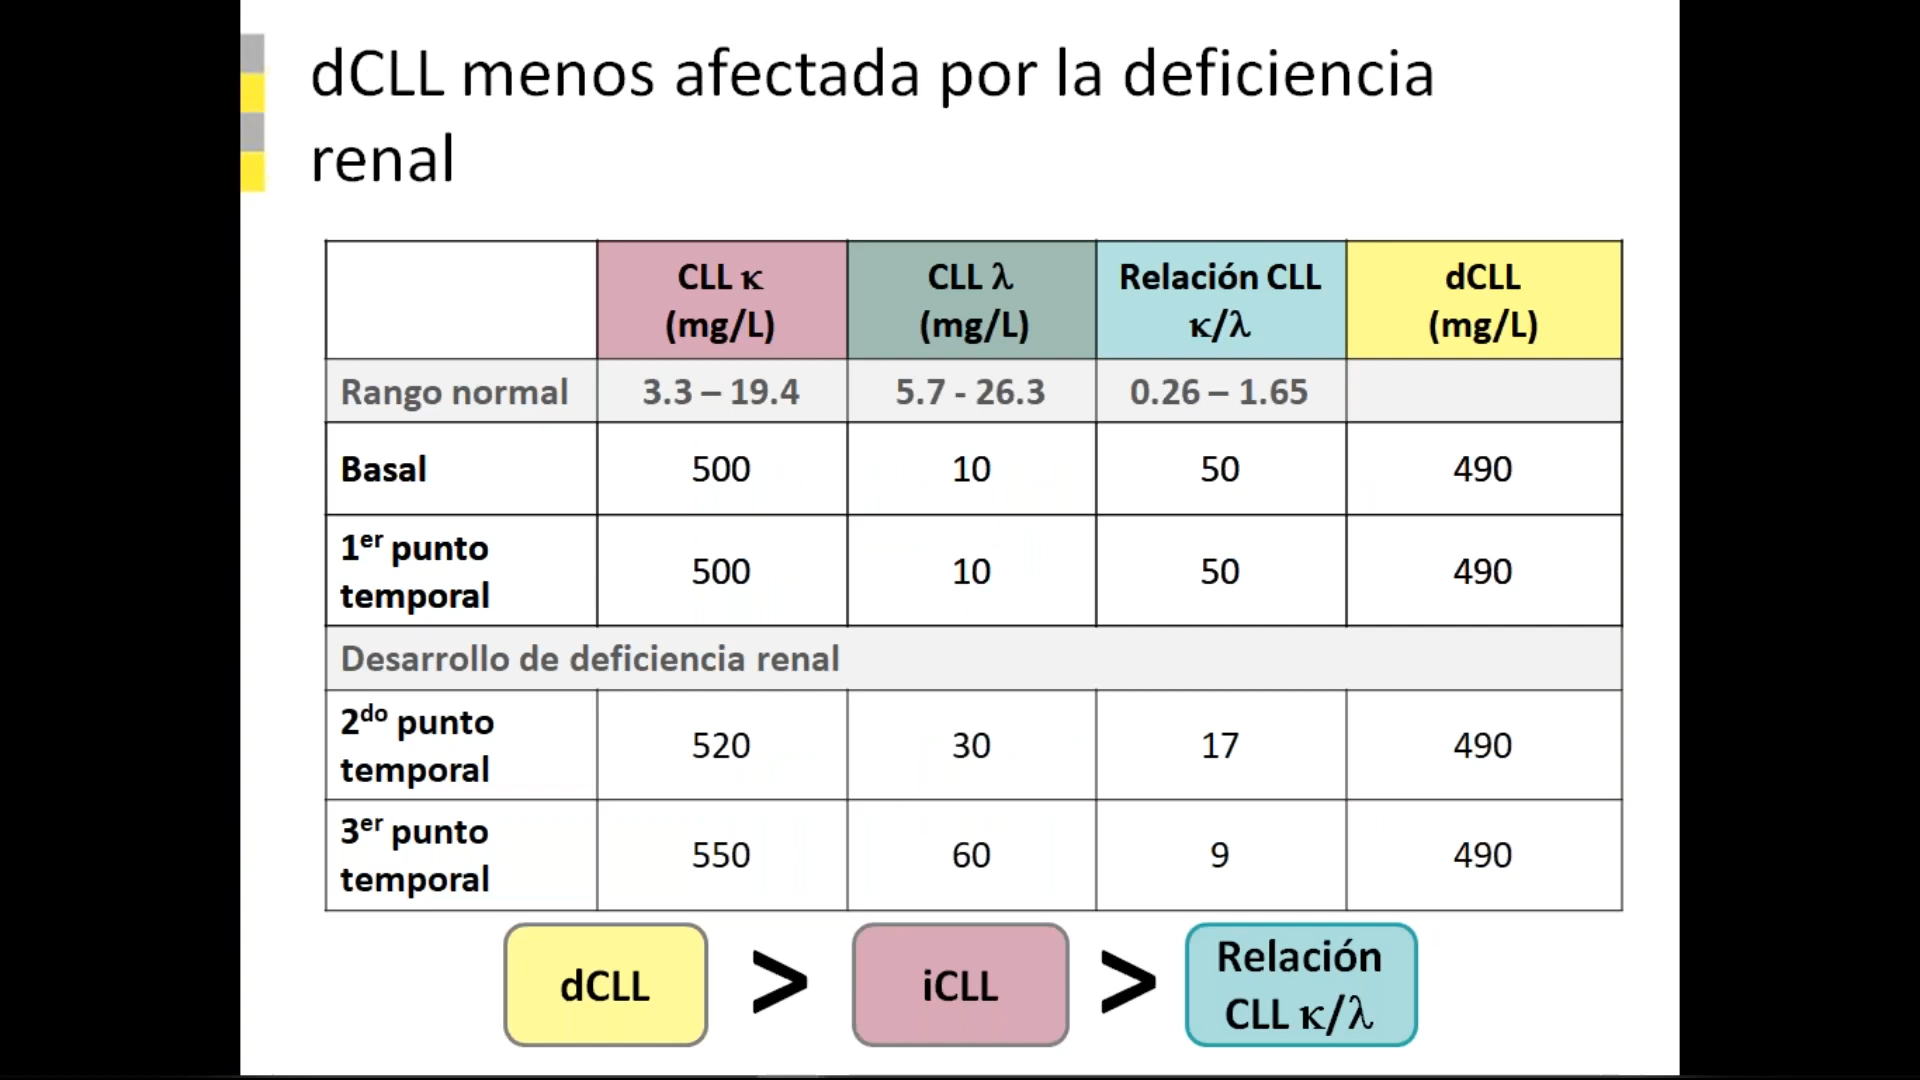 dCLL menos afectada por la deficiencia
renal
CLL κ
(mg/L)
CLL λ
(mg/L)
Relación CLL
κ/λ
dCLL
(mg/L)
Rango normal 3.3 – 19.4 5.7 - 26.3 0.26 – 1.65
Basal 500 10 50 490
1er punto
temporal
500 10 50 490
Desarrollo de deficiencia renal
2do punto
temporal
520 30 17 490
3er punto
temporal
550 60 9 490
dCLL > iCLL > Relación
CLL κ/λ